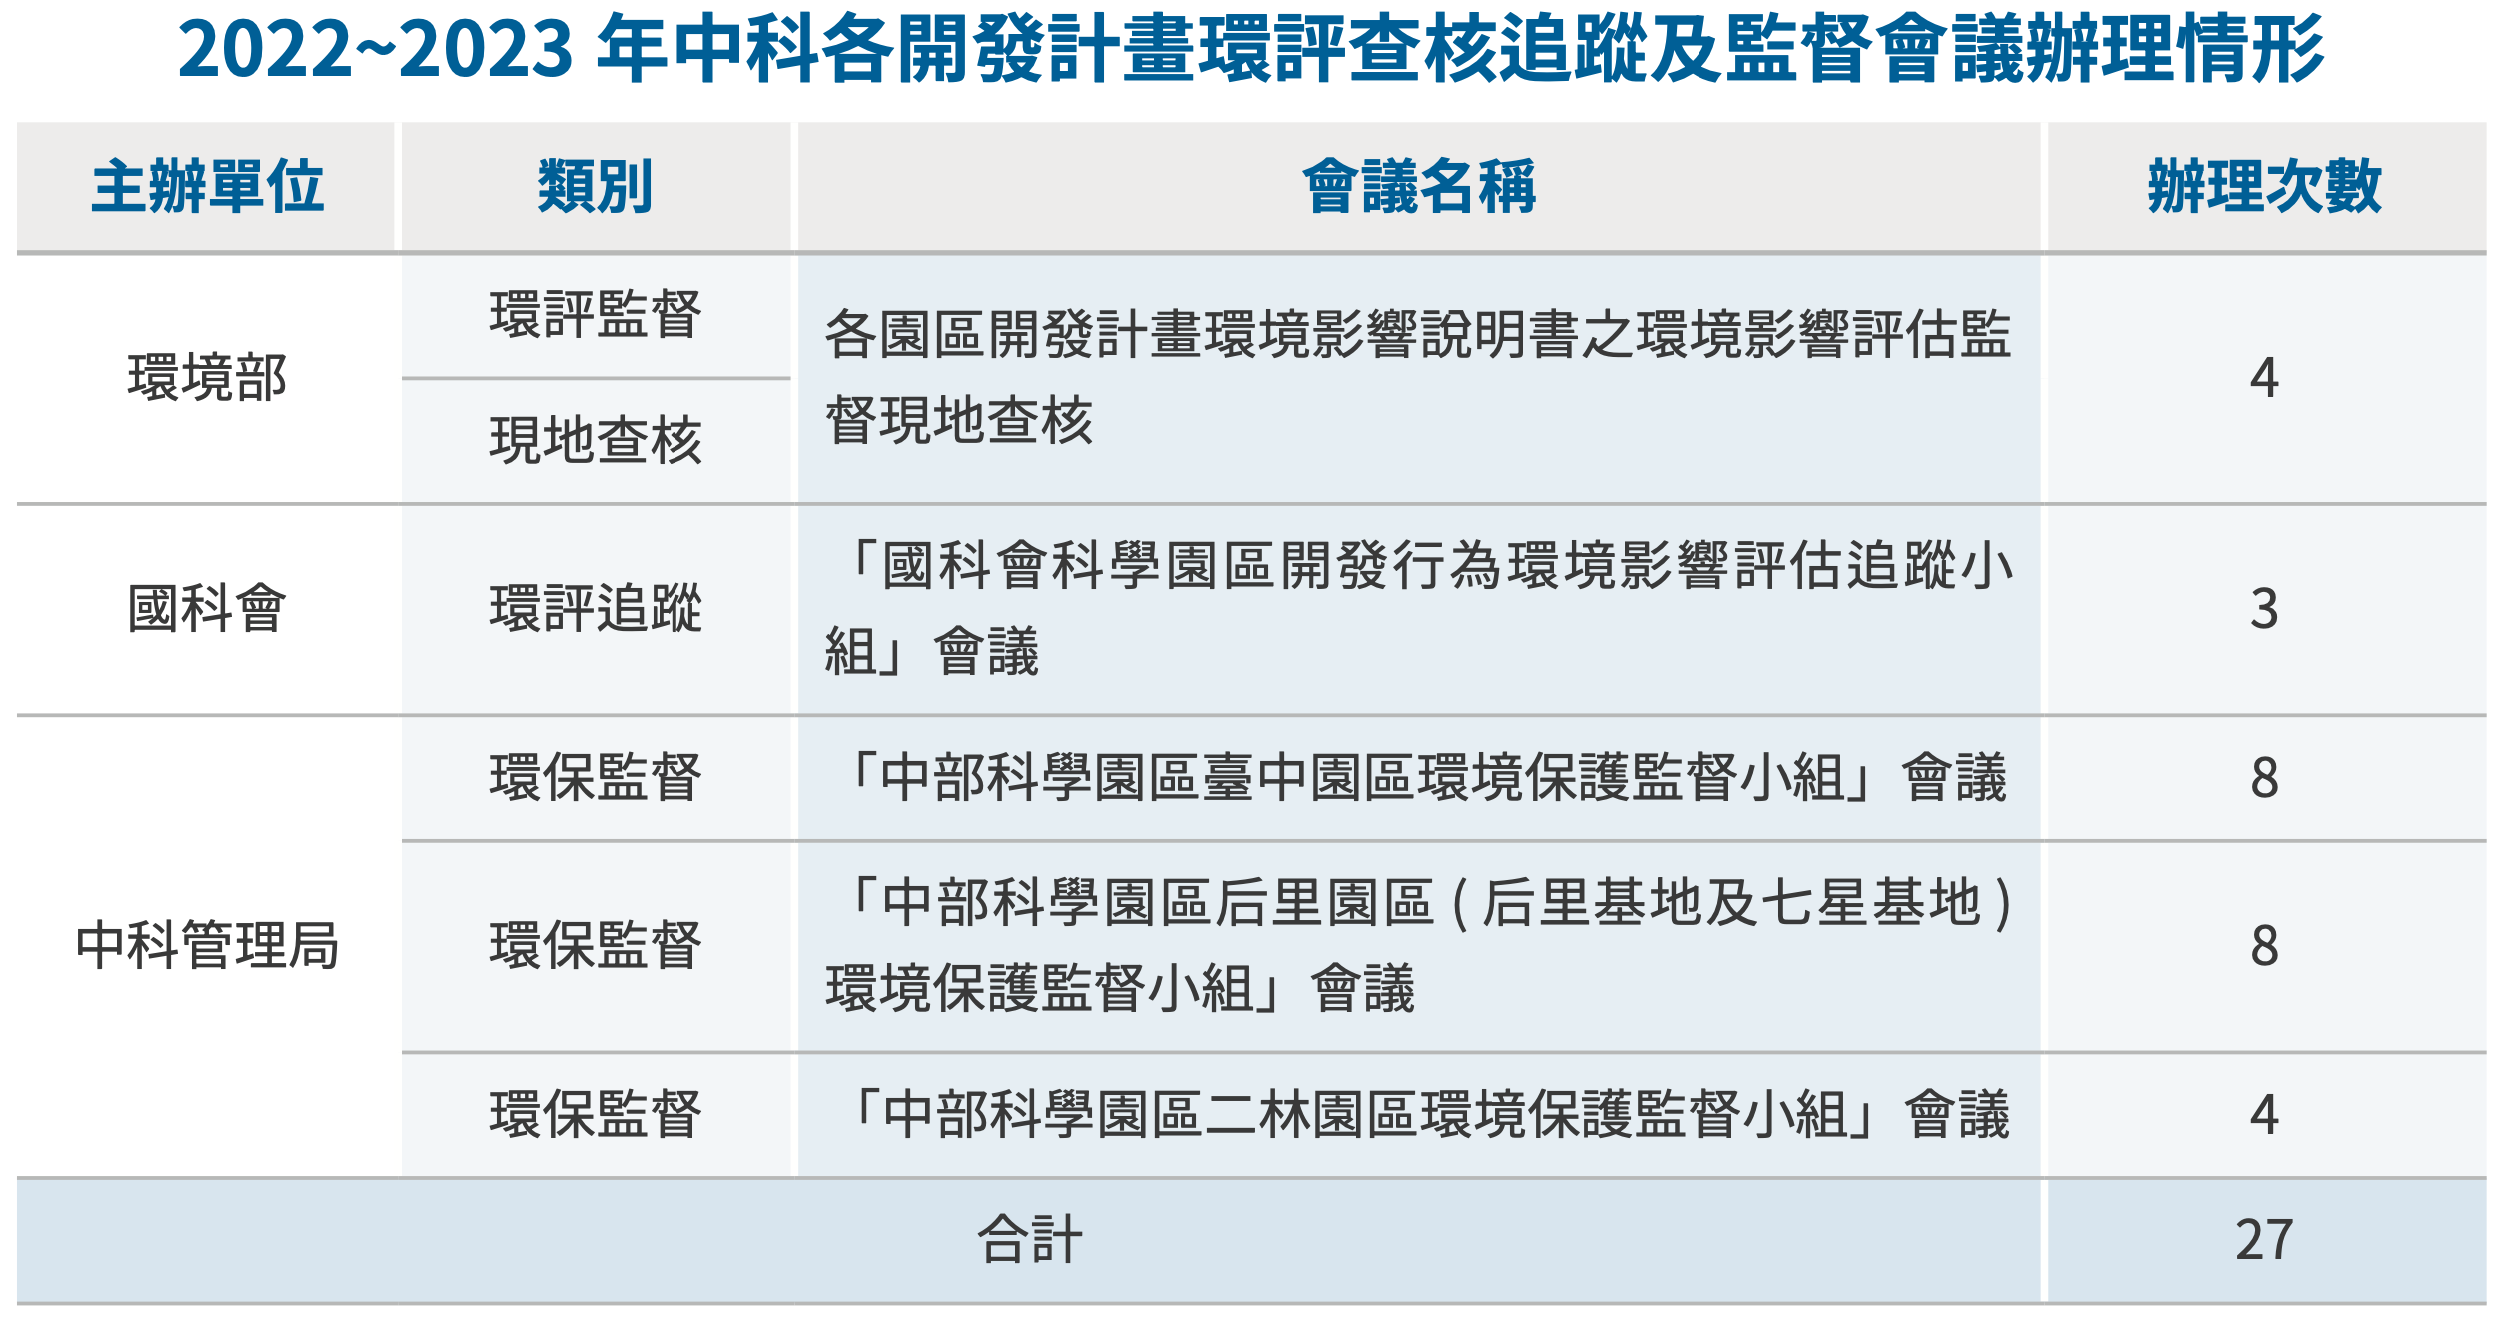 2022~2023 年中科各開發計畫環評追蹤及監督會議辦理情形
主辦單位 類別 會議名稱 辦理次數
環境部
環評監督
現地查核
各園區開發計畫環境影響說明書之環境影響評估作業
監督現地查核
4
國科會
環評追蹤
「國科會科學園區開發行為環境影響評估追蹤小
組」會議
3
中科管理局
環保監督
「中部科學園區臺中園區環境保護監督小組」會議
8
環保監督
「中部科學園區后里園區 (后里基地及七星基地)
環境保護監督小組」 會議
8
環保監督
「中部科學園區二林園區環境保護監督小組」 會議
4
合計 27